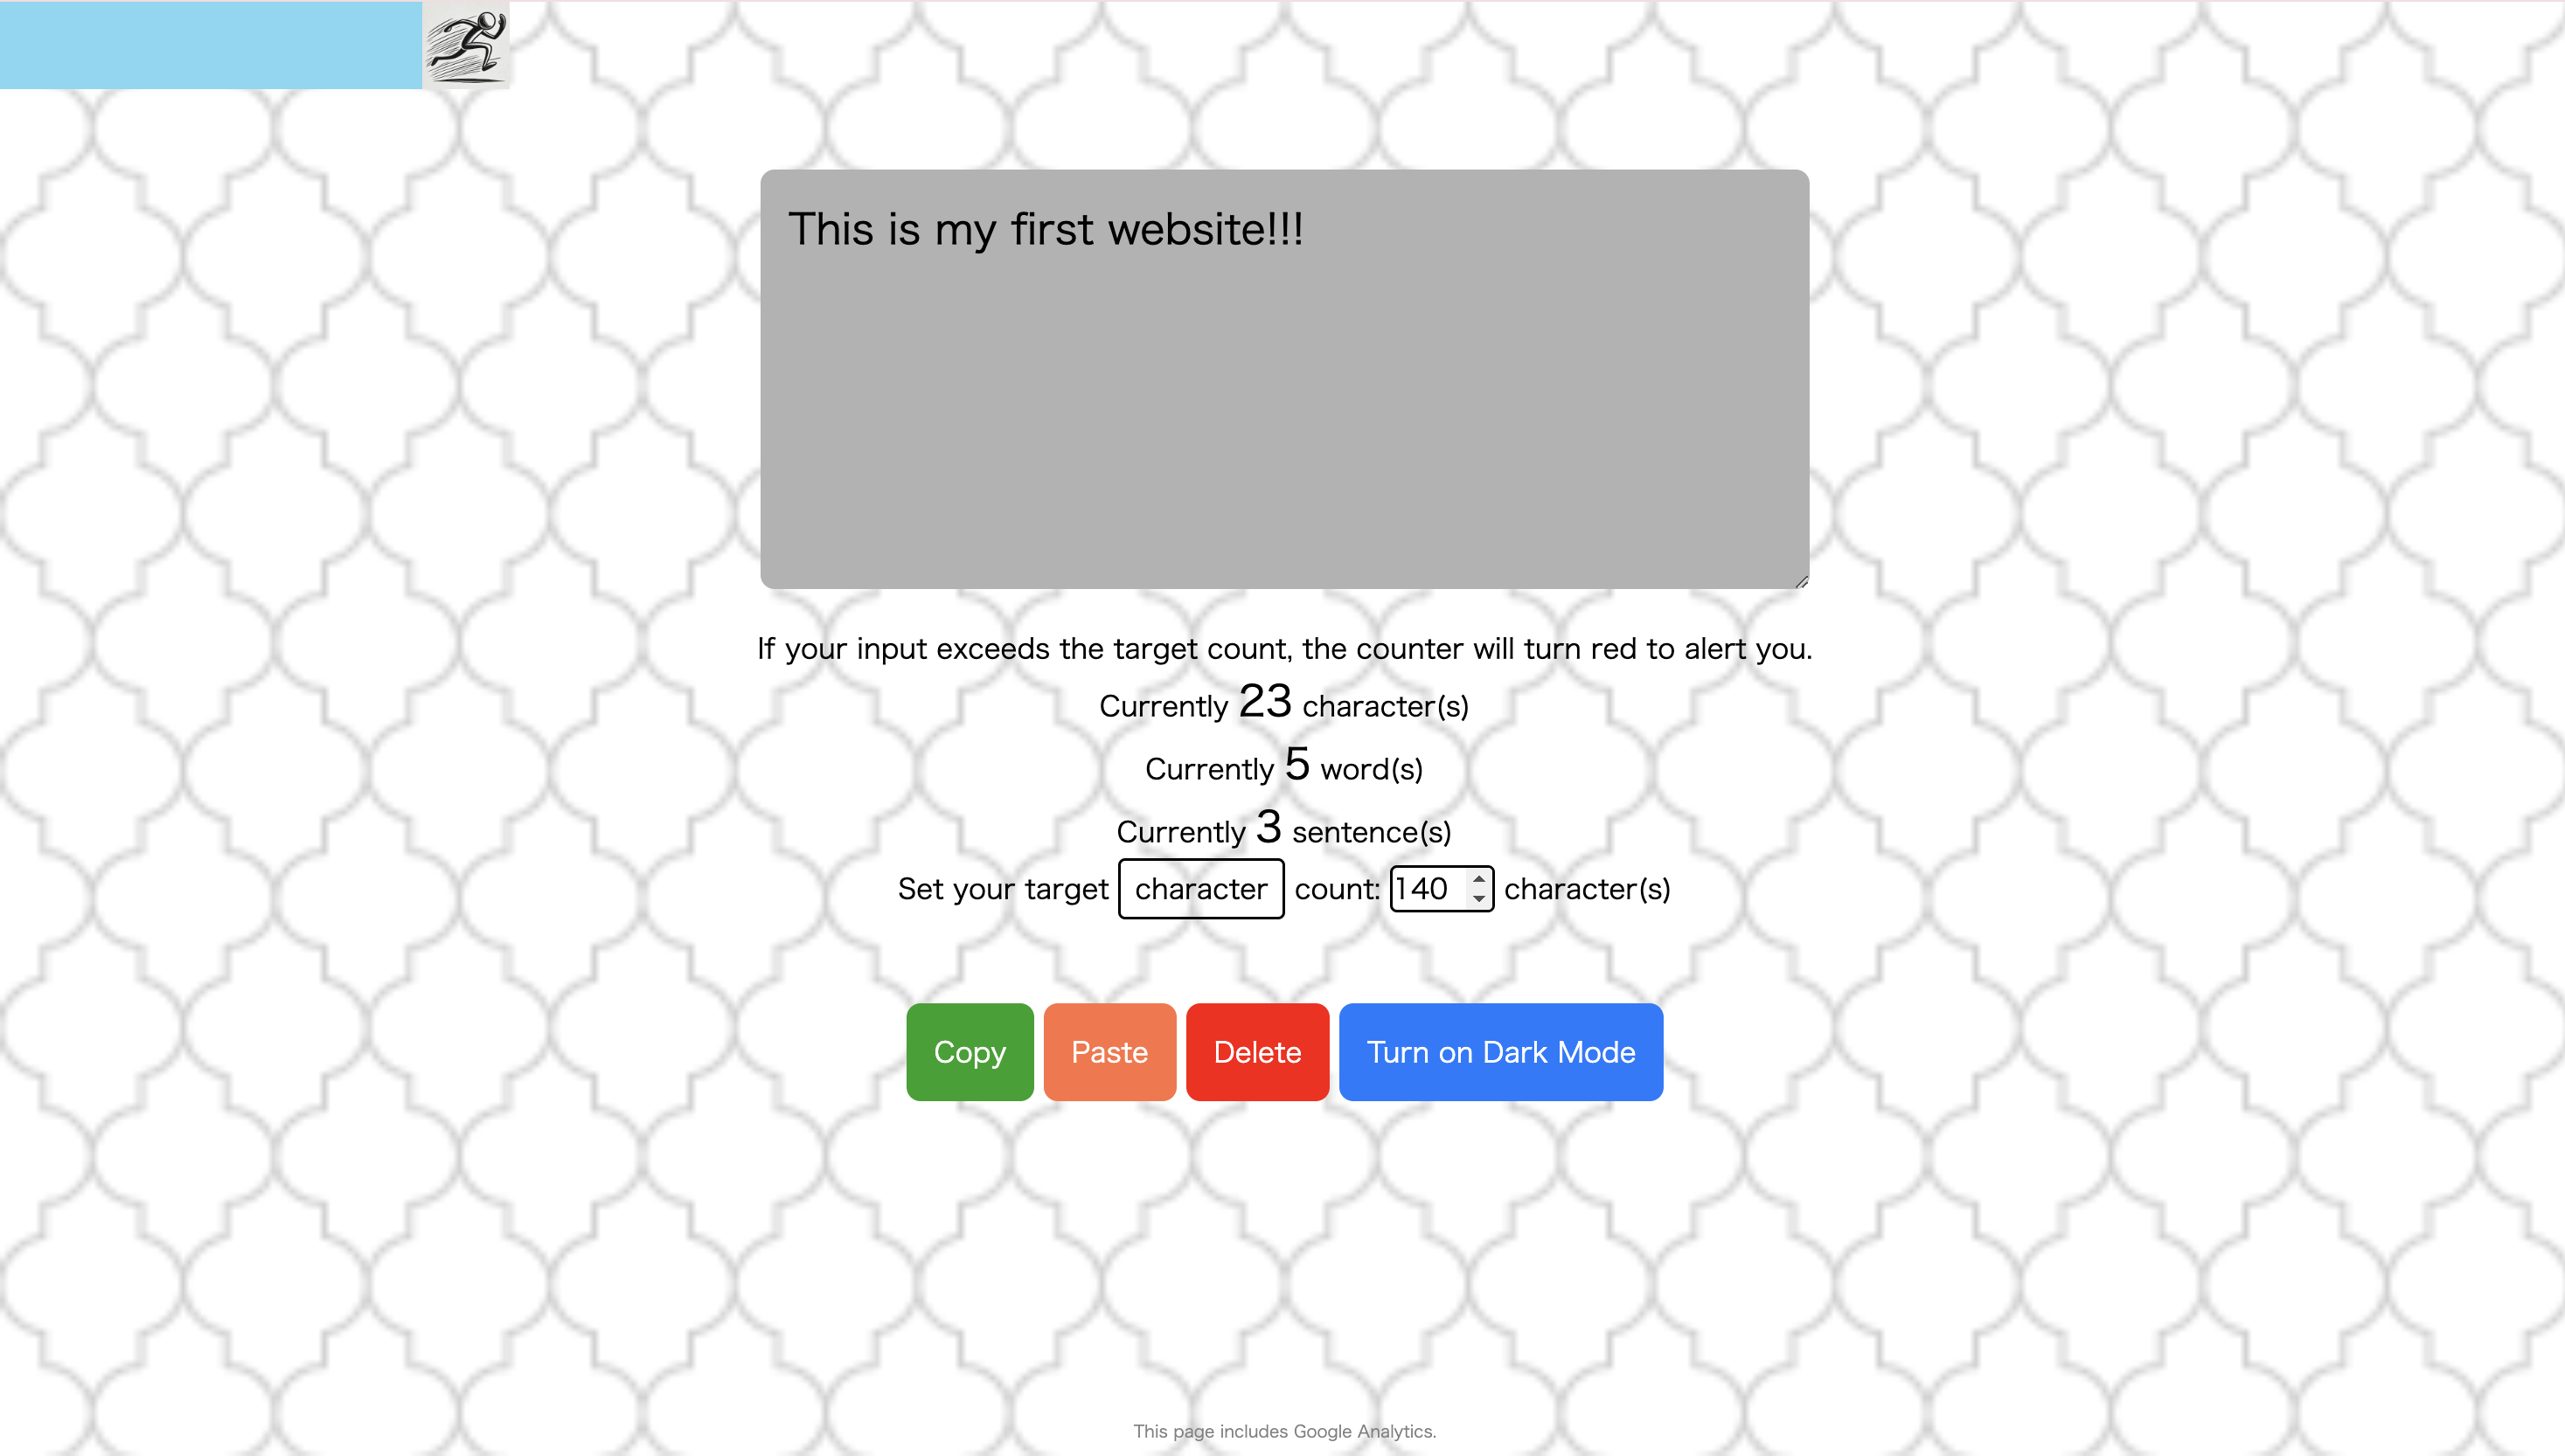 This is my first website!!!
If your input exceeds the target count, the counter will turn red to alert you.
Currently 23 character(s)
Currently 5 word(s)
Currently 3 sentence(s)
Set your target character count: 140 character(s)
Copy Paste Delete Turn on Dark Mode
This page includes Google Analytics.